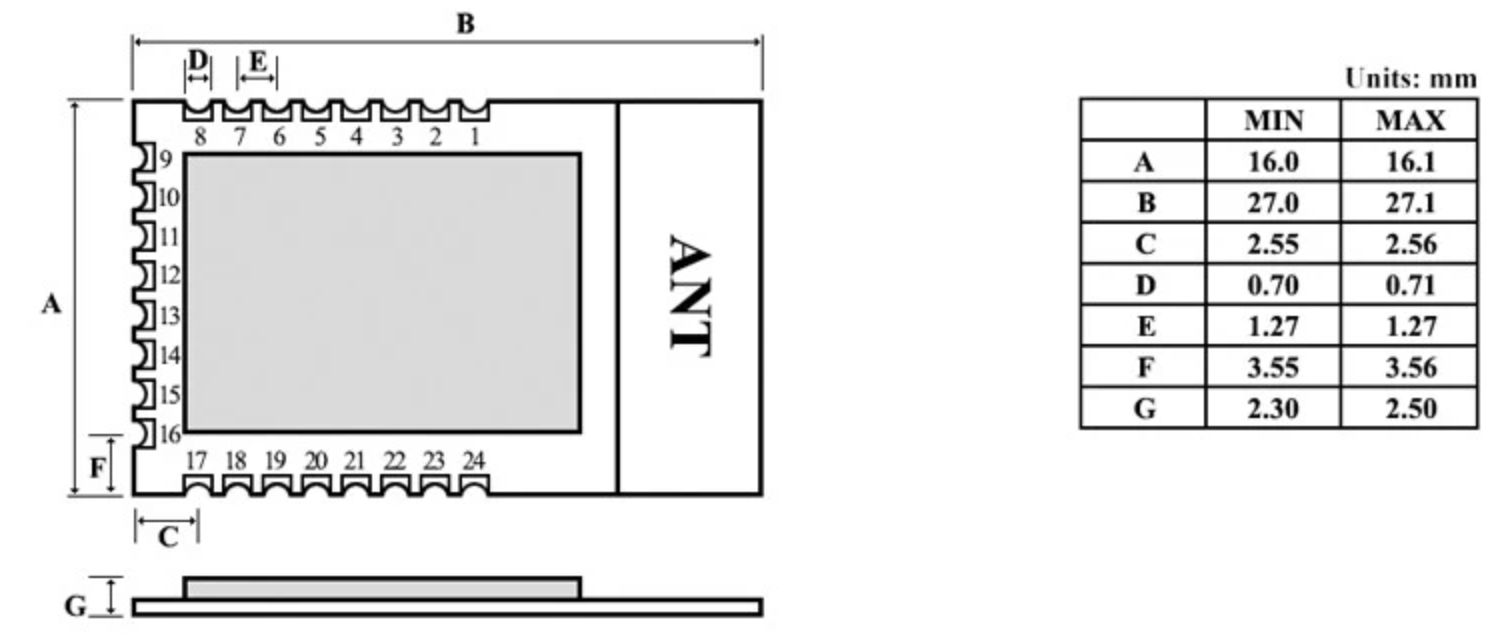 B
D E
Units: mm
MIN MAX
8 7 6 5 4 3 2 1
A 16.0 16.1
B 27.0 27.1
C 2.55 2.56
D 0.70 0.71
E 1.27 1.27
F 3.55 3.56
G 2.30 2.50
9
10
11
12
13
14
15
16
A
ANT
F
17 18 19 20 21 22 23 24
C
G